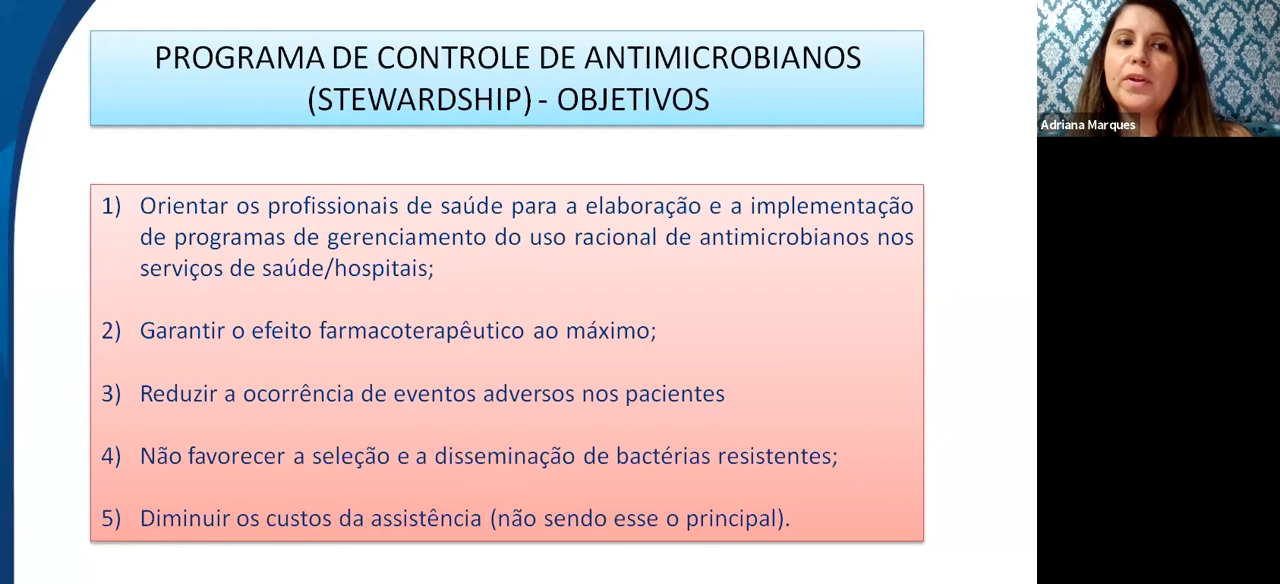 PROGRAMA DE CONTROLE DE ANTIMICROBIANOS
(STEWARDSHIP) - OBJETIVOS
Adriana Marques
1) Orientar os profissionais de saúde para a elaboração e a implementação
de programas de gerenciamento do uso racional de antimicrobianos nos
serviços de saúde/hospitais;
2) Garantir o efeito farmacoterapêutico ao máximo;
3) Reduzir a ocorrência de eventos adversos nos pacientes
4) Não favorecer a seleção e a disseminação de bactérias resistentes;
5) Diminuir os custos da assistência (não sendo esse o principal).